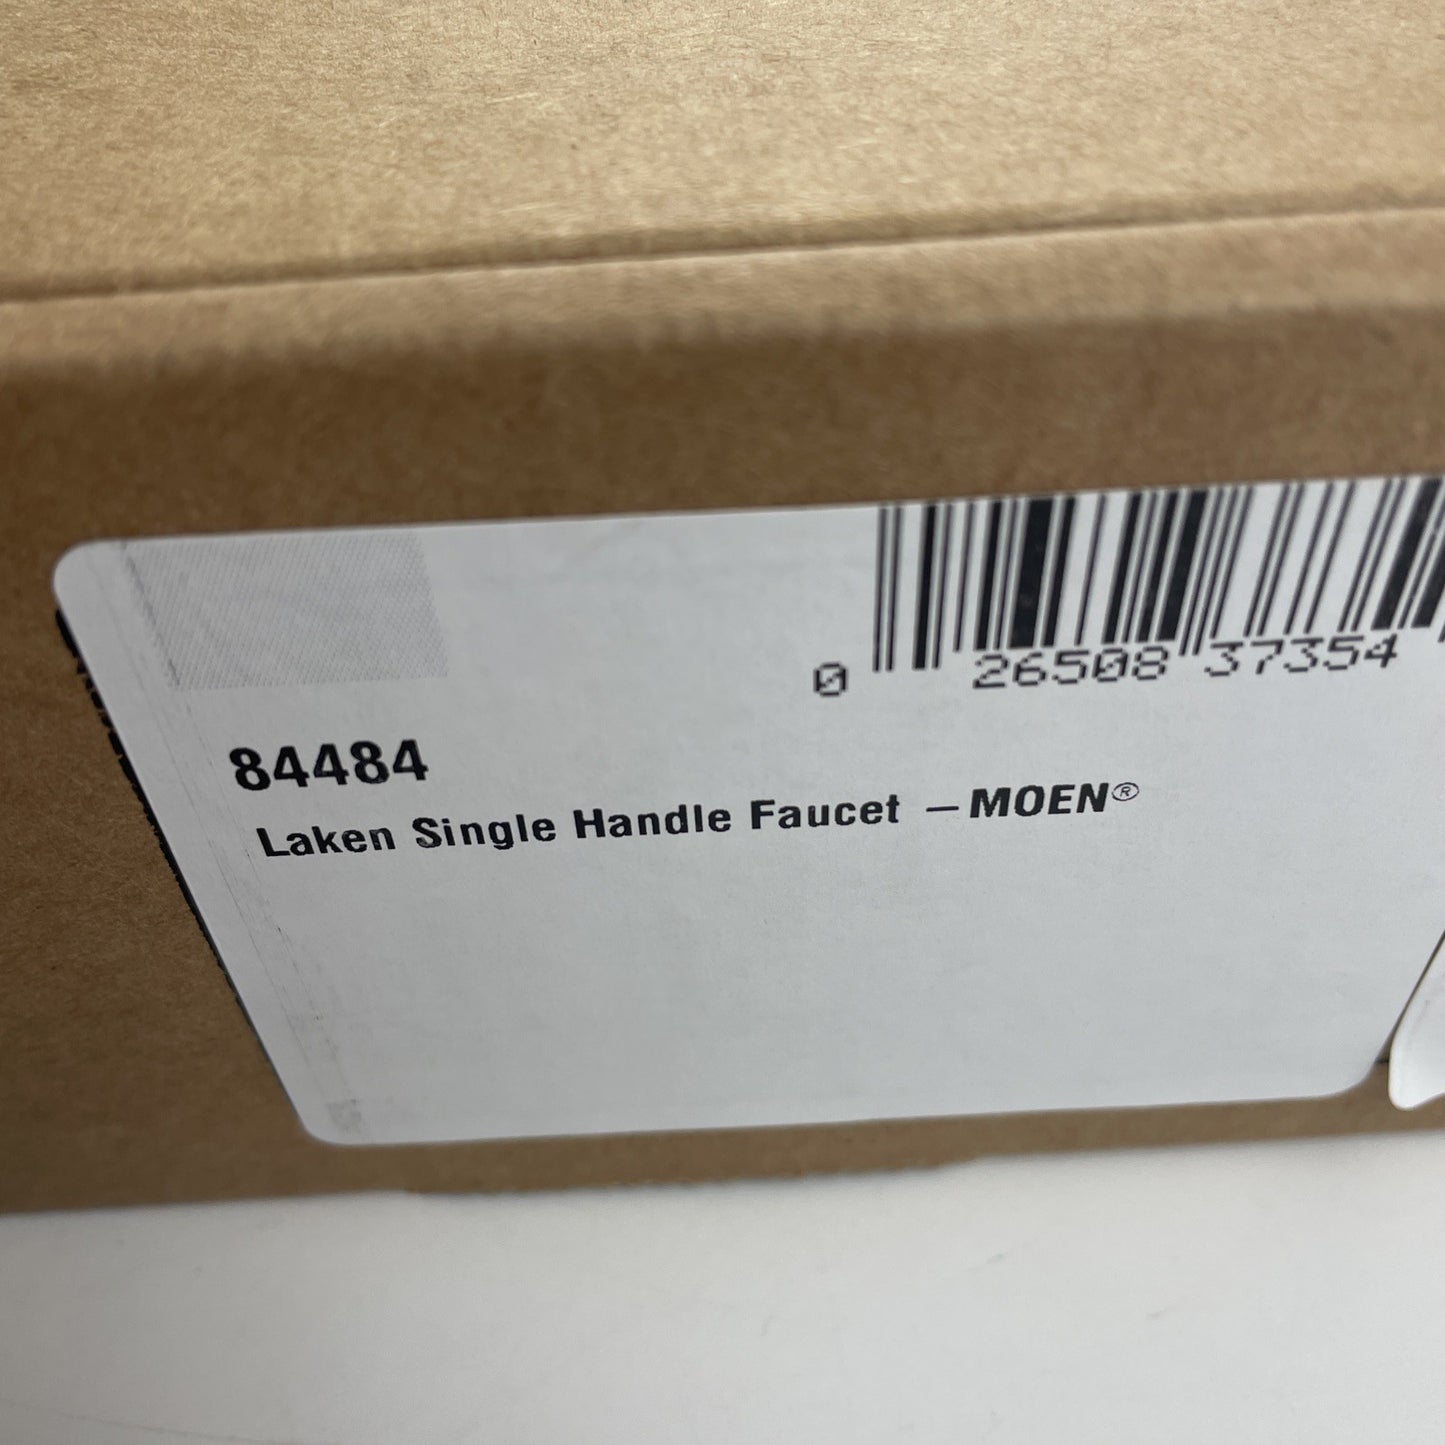 0 26508 37354
84484
Laken Single Handle Faucet – MOEN®